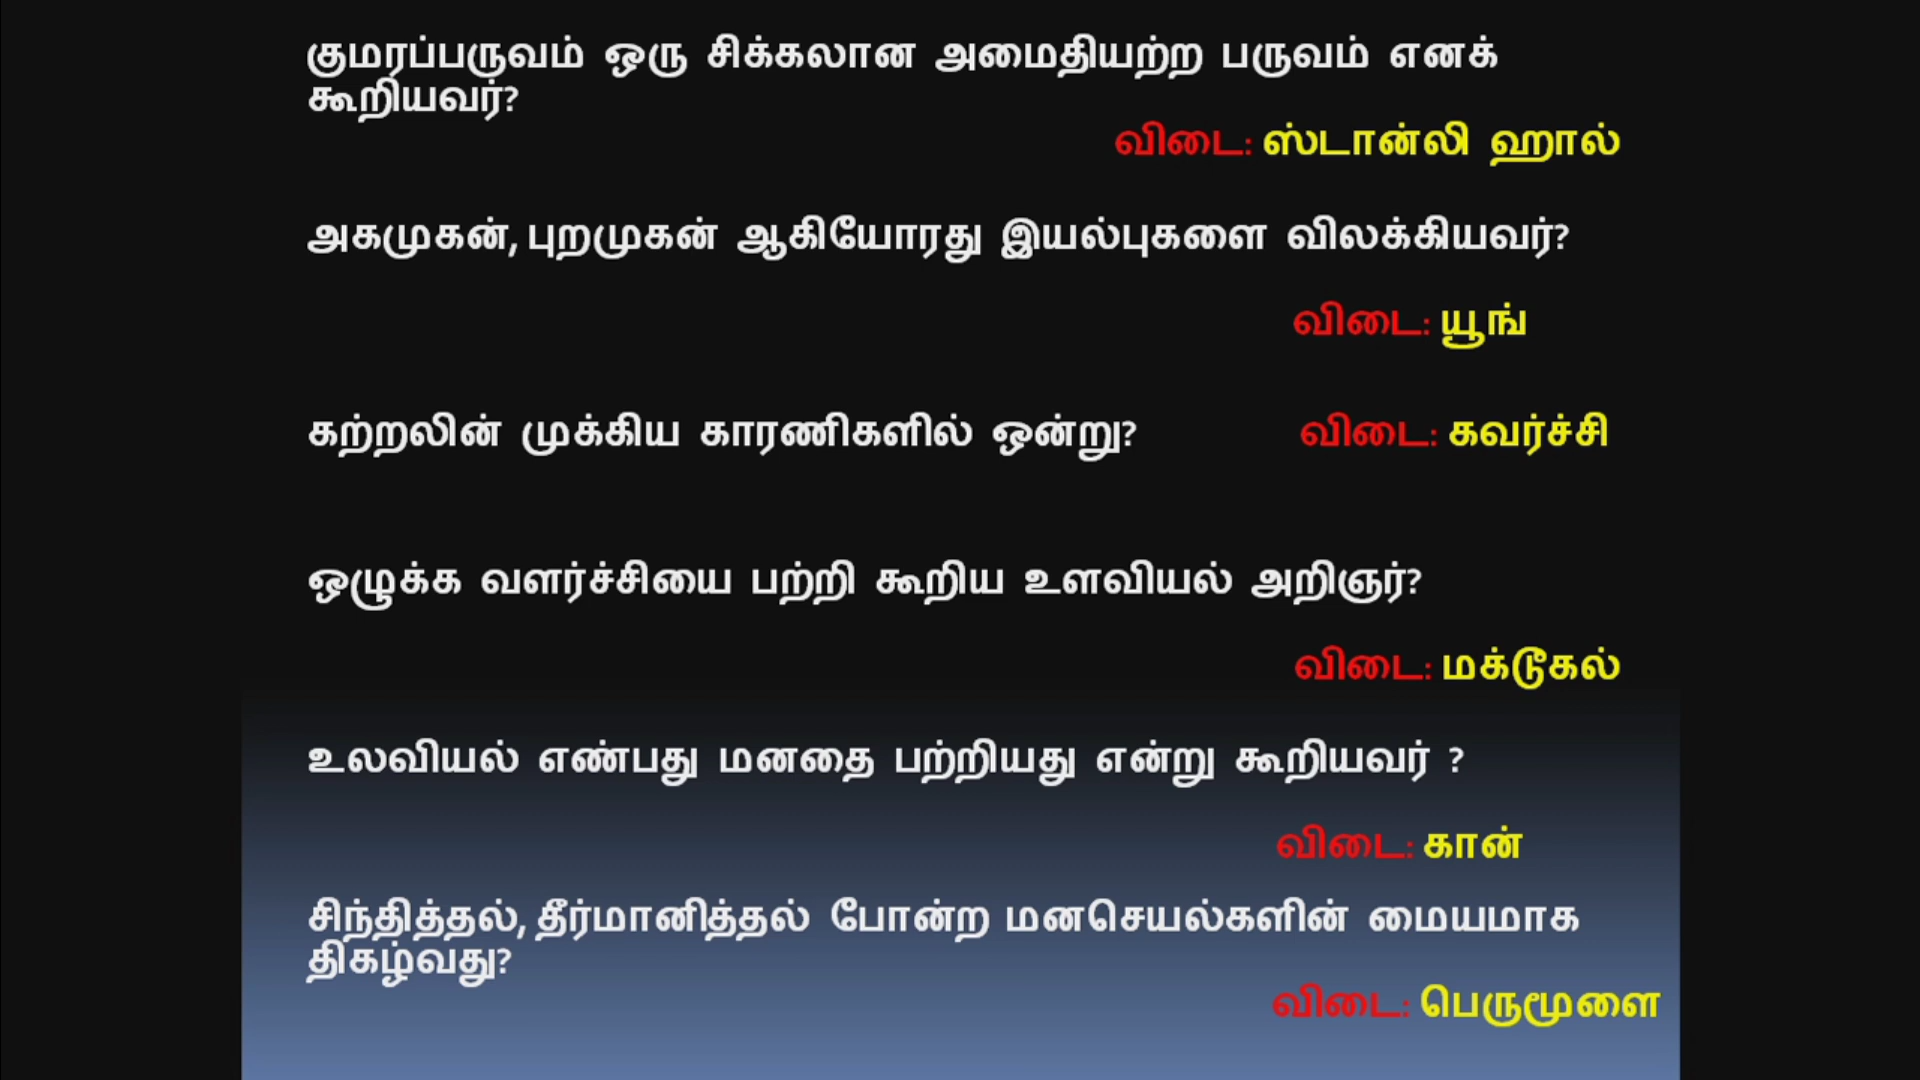 குமரப்பருவம் ஒரு சிக்கலான அமைதியற்ற பருவம் எனக்
கூறியவர்?
விடை: ஸ்டான்லி ஹால்
அகமுகன், புறமுகன் ஆகியோரது இயல்புகளை விலக்கியவர்?
விடை: யூங்
கற்றலின் முக்கிய காரணிகளில் ஒன்று? விடை: கவர்ச்சி
ஒழுக்க வளர்ச்சியை பற்றி கூறிய உளவியல் அறிஞர்?
விடை: மக்டூகல்
உலவியல் எண்பது மனதை பற்றியது என்று கூறியவர் ?
விடை: கான்
சிந்தித்தல், தீர்மானித்தல் போன்ற மனசெயல்களின் மையமாக
திகழ்வது?
விடை: பெருமூளை